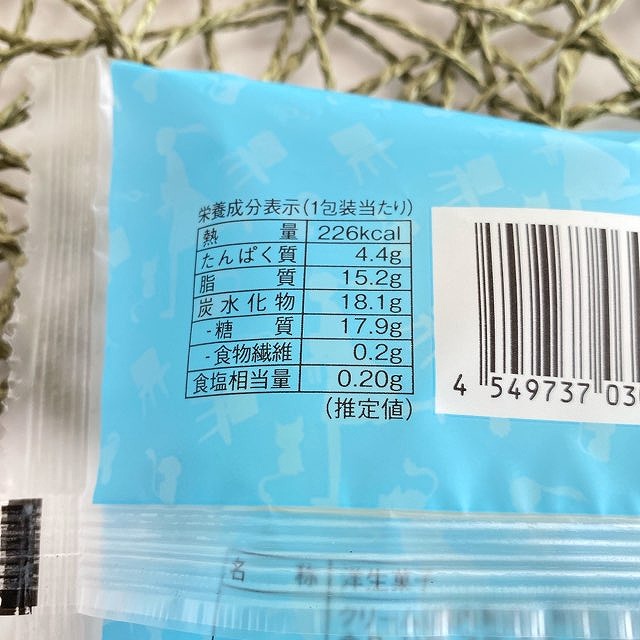 栄養成分表示(1包装当たり)
熱量 226kcal
たんぱく質 4.4g
脂質 15.2g
炭水化物 18.1g
-糖質 17.9g
-食物繊維 0.2g
食塩相当量 0.20g
(推定値)
4 549737 03
名称 洋生菓子